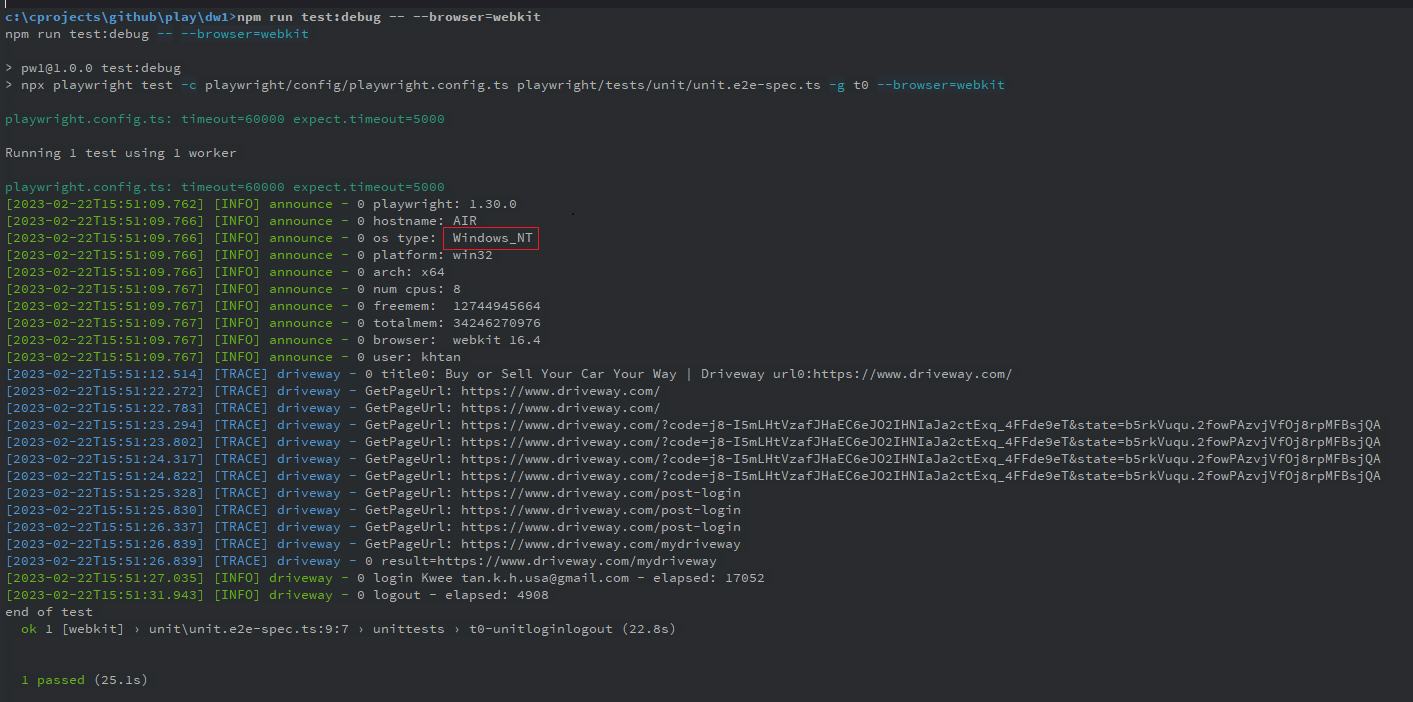 c:\cprojects\github\play\dw1>npm run test:debug -- --browser=webkit
npm run test:debug -- --browser=webkit
> pw1@1.0.0 test:debug
> npx playwright test -c playwright/config/playwright.config.ts playwright/tests/unit/unit.e2e-spec.ts -g t0 --browser=webkit
playwright.config.ts: timeout=60000 expect.timeout=5000
Running 1 test using 1 worker
playwright.config.ts: timeout=60000 expect.timeout=5000
[2023-02-22T15:51:09.762] [INFO] announce - 0 playwright: 1.30.0
[2023-02-22T15:51:09.766] [INFO] announce - 0 hostname: AIR
[2023-02-22T15:51:09.766] [INFO] announce - 0 os type:  Windows_NT
[2023-02-22T15:51:09.766] [INFO] announce - 0 platform: win32
[2023-02-22T15:51:09.766] [INFO] announce - 0 arch: x64
[2023-02-22T15:51:09.767] [INFO] announce - 0 num cpus: 8
[2023-02-22T15:51:09.767] [INFO] announce - 0 freemem:  12744945664
[2023-02-22T15:51:09.767] [INFO] announce - 0 totalmem: 34246270976
[2023-02-22T15:51:09.767] [INFO] announce - 0 browser:  webkit 16.4
[2023-02-22T15:51:09.767] [INFO] announce - 0 user: khtan
[2023-02-22T15:51:12.514] [TRACE] driveway - 0 title0: Buy or Sell Your Car Your Way | Driveway url0:https://www.driveway.com/
[2023-02-22T15:51:22.272] [TRACE] driveway - GetPageUrl: https://www.driveway.com/
[2023-02-22T15:51:22.783] [TRACE] driveway - GetPageUrl: https://www.driveway.com/
[2023-02-22T15:51:23.294] [TRACE] driveway - GetPageUrl: https://www.driveway.com/?code=j8-I5mLHtVzafJHaEC6eJO2IHNIaJa2ctExq_4FFde9eT&state=b5rkVuqu.2fowPAzvjVfOj8rpMFBsjQA
[2023-02-22T15:51:23.802] [TRACE] driveway - GetPageUrl: https://www.driveway.com/?code=j8-I5mLHtVzafJHaEC6eJO2IHNIaJa2ctExq_4FFde9eT&state=b5rkVuqu.2fowPAzvjVfOj8rpMFBsjQA
[2023-02-22T15:51:24.317] [TRACE] driveway - GetPageUrl: https://www.driveway.com/?code=j8-I5mLHtVzafJHaEC6eJO2IHNIaJa2ctExq_4FFde9eT&state=b5rkVuqu.2fowPAzvjVfOj8rpMFBsjQA
[2023-02-22T15:51:24.822] [TRACE] driveway - GetPageUrl: https://www.driveway.com/?code=j8-I5mLHtVzafJHaEC6eJO2IHNIaJa2ctExq_4FFde9eT&state=b5rkVuqu.2fowPAzvjVfOj8rpMFBsjQA
[2023-02-22T15:51:25.328] [TRACE] driveway - GetPageUrl: https://www.driveway.com/post-login
[2023-02-22T15:51:25.830] [TRACE] driveway - GetPageUrl: https://www.driveway.com/post-login
[2023-02-22T15:51:26.337] [TRACE] driveway - GetPageUrl: https://www.driveway.com/post-login
[2023-02-22T15:51:26.839] [TRACE] driveway - GetPageUrl: https://www.driveway.com/mydriveway
[2023-02-22T15:51:26.839] [TRACE] driveway - 0 result=https://www.driveway.com/mydriveway
[2023-02-22T15:51:27.035] [INFO] driveway - 0 login Kwee tan.k.h.usa@gmail.com - elapsed: 17052
[2023-02-22T15:51:31.943] [INFO] driveway - 0 logout - elapsed: 4908
end of test
ok 1 [webkit] › unit\unit.e2e-spec.ts:9:7 › unittests › t0-unitloginlogout (22.8s)
1 passed (25.1s)